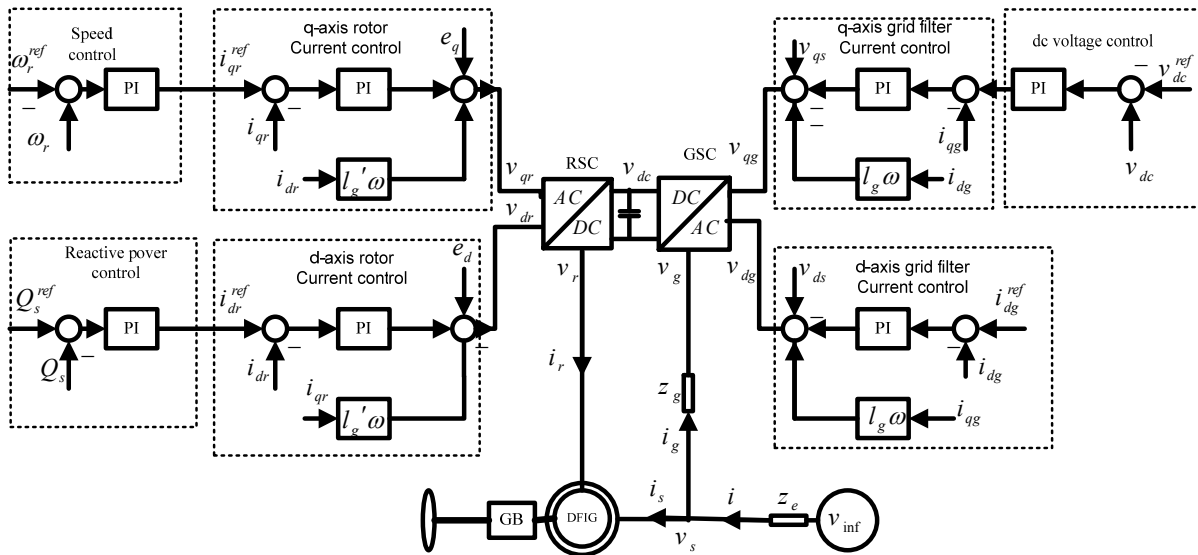 Speed
control
ω_r^ref
−
ω_r
PI
i_qr^ref
q-axis rotor
Current control
−
i_qr
PI
e_q
i_dr
l_g'ω
v_qr
v_dr
Reactive pover
control
Q_s^ref
−
Q_s
PI
i_dr^ref
d-axis rotor
Current control
−
i_dr
PI
e_d
−
i_qr
l_g'ω
RSC
AC
DC
v_dc
GSC
DC
AC
v_r
v_g
v_qg
v_dg
q-axis grid filter
Current control
v_qs
−
−
PI
−
i_qg
l_g ω
i_dg
dc voltage control
PI
−
v_dc^ref
v_dc
d-axis grid filter
Current control
v_ds
−
PI
−
i_dg^ref
i_dg
l_g ω
i_qg
i_r
z_g
i_g
GB
DFIG
i_s
v_s
i
z_e
v_inf